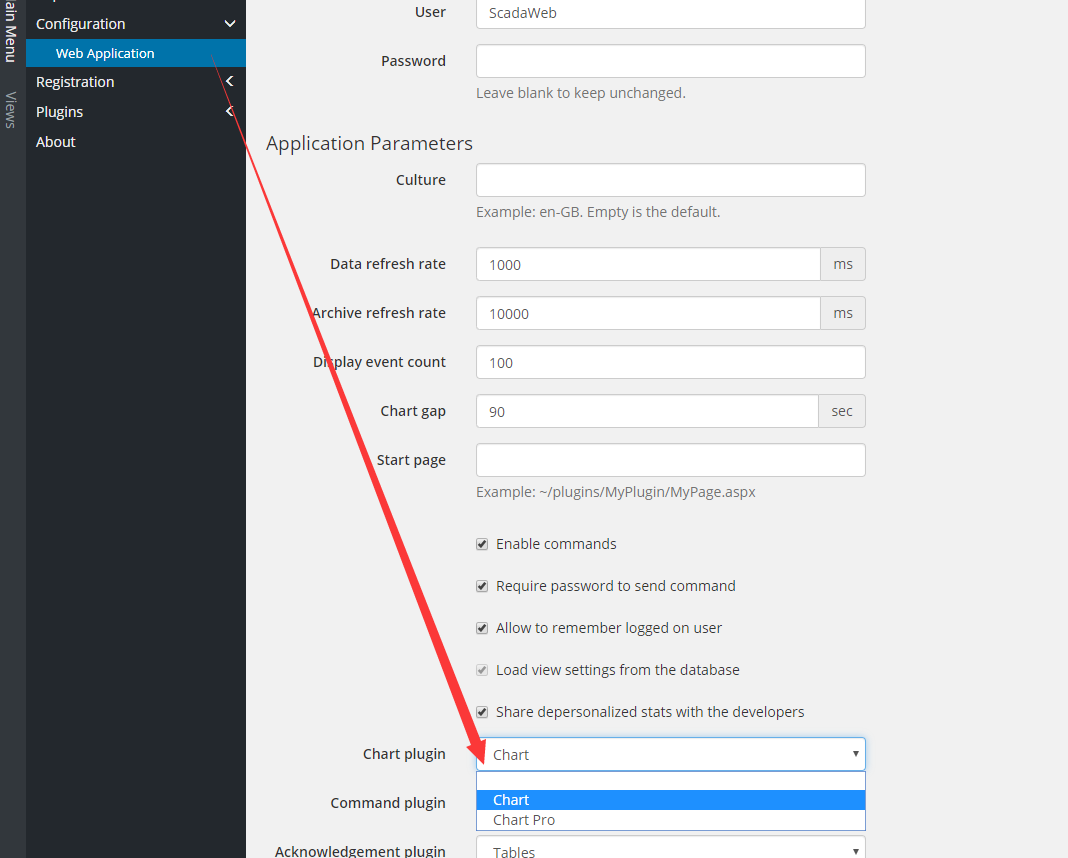 Main Menu
Views
Configuration
Web Application
Registration
Plugins
About
User
ScadaWeb
Password
Leave blank to keep unchanged.
Application Parameters
Culture
Example: en-GB. Empty is the default.
Data refresh rate
1000
ms
Archive refresh rate
10000
ms
Display event count
100
Chart gap
90
sec
Start page
Example: ~/plugins/MyPlugin/MyPage.aspx
Enable commands
Require password to send command
Allow to remember logged on user
Load view settings from the database
Share depersonalized stats with the developers
Chart plugin
Chart
Chart
Chart Pro
Command plugin
Acknowledgement plugin
Tables